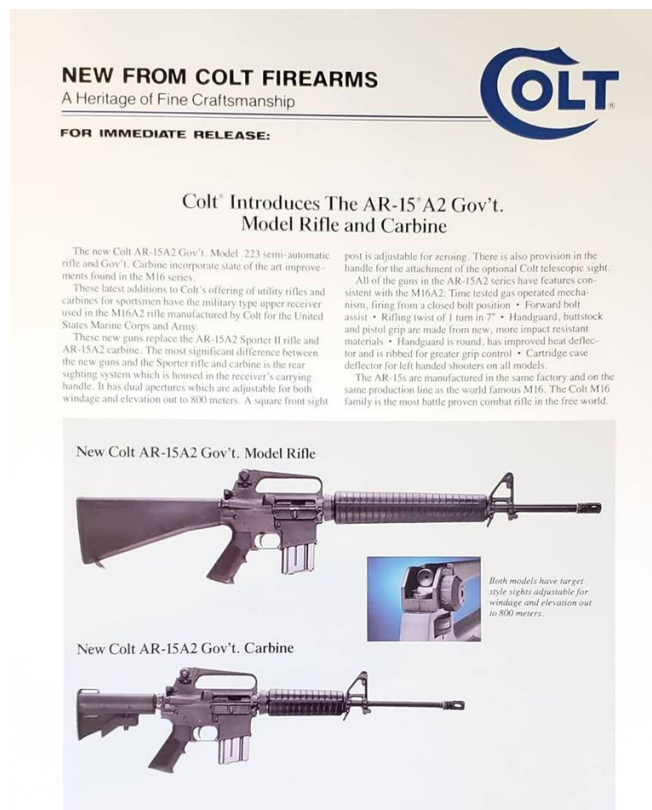 NEW FROM COLT FIREARMS
A Heritage of Fine Craftsmanship
COLT®
FOR IMMEDIATE RELEASE:
Colt® Introduces The AR-15® A2 Gov't.
Model Rifle and Carbine
The new Colt AR-15A2 Gov't. Model .223 semi-automatic
rifle and Gov't. Carbine incorporate state of the art improve-
ments found in the M16 series.
These latest additions to Colt's offering of utility rifles and
carbines for sportsmen have the military type upper receiver
used in the M16A2 rifle manufactured by Colt for the United
States Marine Corps and Army.
These new guns replace the AR-15A2 Sporter II rifle and
AR-15A2 carbine. The most significant difference between
the new guns and the Sporter rifle and carbine is the rear
sighting system which is housed in the receiver's carrying
handle. It has dual apertures which are adjustable for both
windage and elevation out to 800 meters. A square front sight
post is adjustable for zeroing. There is also provision in the
handle for the attachment of the optional Colt telescopic sight.
All of the guns in the AR-15A2 series have features con-
sistent with the M16A2: Time tested gas operated mecha-
nism, firing from a closed bolt position • Forward bolt
assist • Rifling twist of 1 turn in 7" • Handguard, buttstock
and pistol grip are made from new, more impact resistant
materials • Handguard is round, has improved heat deflec-
tor and is ribbed for greater grip control • Cartridge case
deflector for left handed shooters on all models.
The AR-15s are manufactured in the same factory and on the
same production line as the world famous M16. The Colt M16
family is the most battle proven combat rifle in the free world.
New Colt AR-15A2 Gov't. Model Rifle
Both models have target
style sights adjustable for
windage and elevation out
to 800 meters.
New Colt AR-15A2 Gov't. Carbine